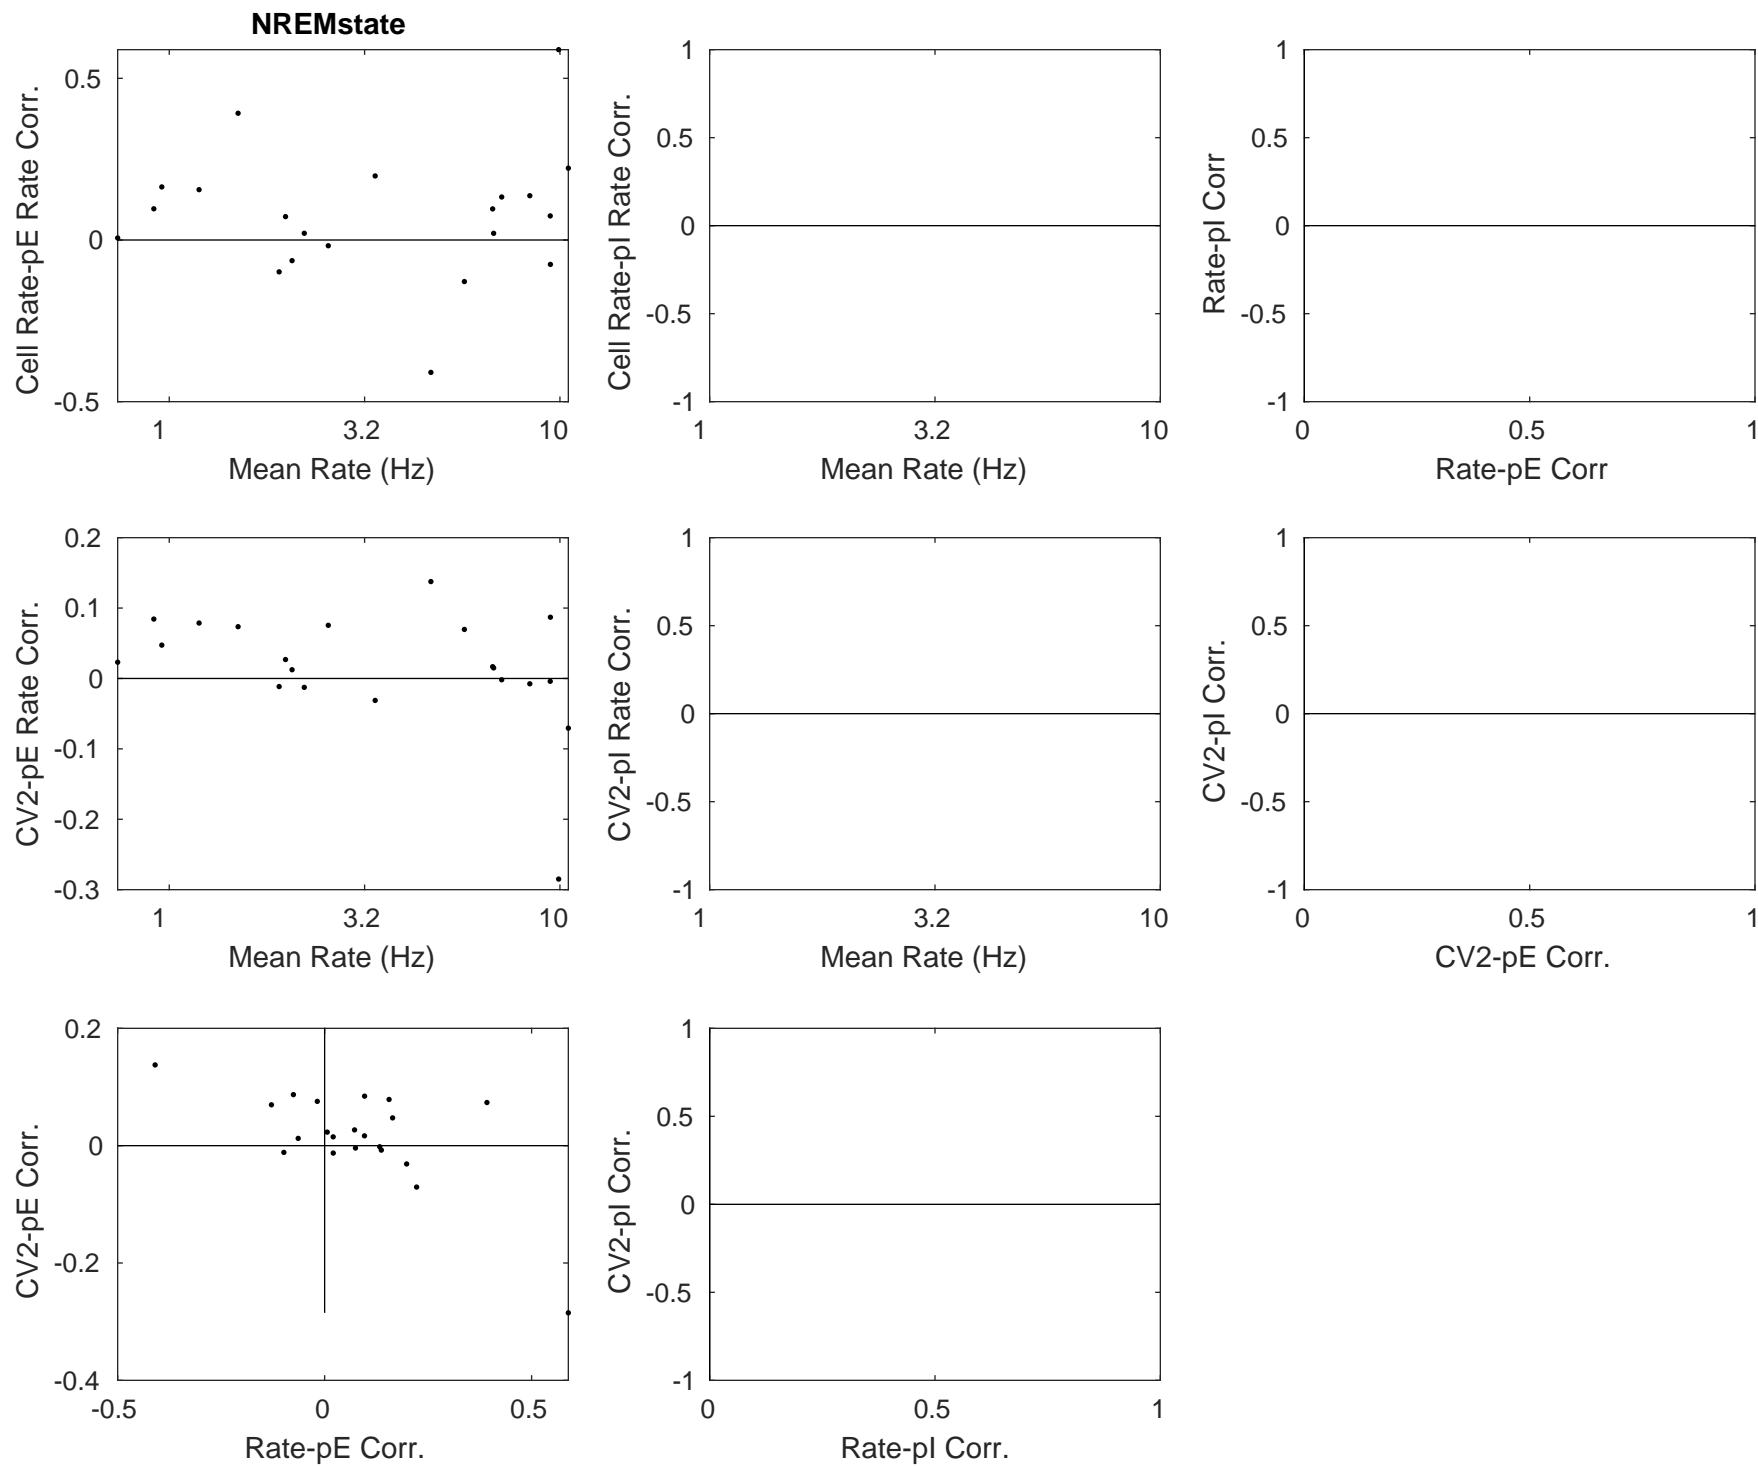 NREMstate
0.5
0
-0.5
1 3.2 10
Mean Rate (Hz)
Cell Rate-pE Rate Corr.
1
0.5
0
-0.5
-1
1 3.2 10
Mean Rate (Hz)
Cell Rate-pI Rate Corr.
1
0.5
0
-0.5
-1
0 0.5 1
Rate-pE Corr
Rate-pI Corr
0.2
0.1
0
-0.1
-0.2
-0.3
1 3.2 10
Mean Rate (Hz)
CV2-pE Rate Corr.
1
0.5
0
-0.5
-1
1 3.2 10
Mean Rate (Hz)
CV2-pI Rate Corr.
1
0.5
0
-0.5
-1
0 0.5 1
CV2-pE Corr.
CV2-pI Corr.
0.2
0
-0.2
-0.4
-0.5 0 0.5
Rate-pE Corr.
CV2-pE Corr.
1
0.5
0
-0.5
-1
0 0.5 1
Rate-pI Corr.
CV2-pI Corr.